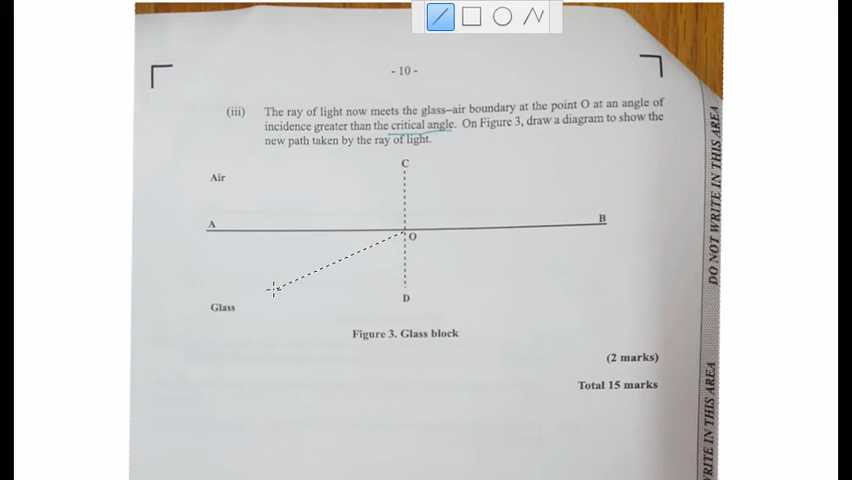 - 10 -
(iii) The ray of light now meets the glass–air boundary at the point O at an angle of
incidence greater than the critical angle. On Figure 3, draw a diagram to show the
new path taken by the ray of light.
C
Air
A
B
O
D
Glass
Figure 3. Glass block
(2 marks)
Total 15 marks
DO NOT WRITE IN THIS AREA
WRITE IN THIS AREA